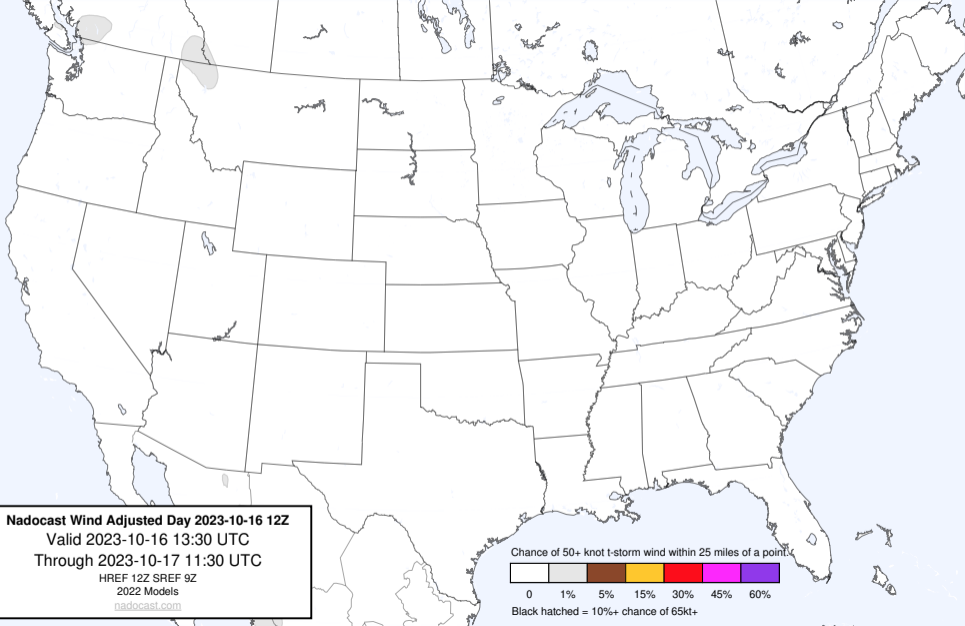 Nadocast Wind Adjusted Day 2023-10-16 12Z
Valid 2023-10-16 13:30 UTC
Through 2023-10-17 11:30 UTC
HREF 12Z SREF 9Z
2022 Models
nadocast.com
Chance of 50+ knot t-storm wind within 25 miles of a point.
0 1% 5% 15% 30% 45% 60%
Black hatched = 10%+ chance of 65kt+